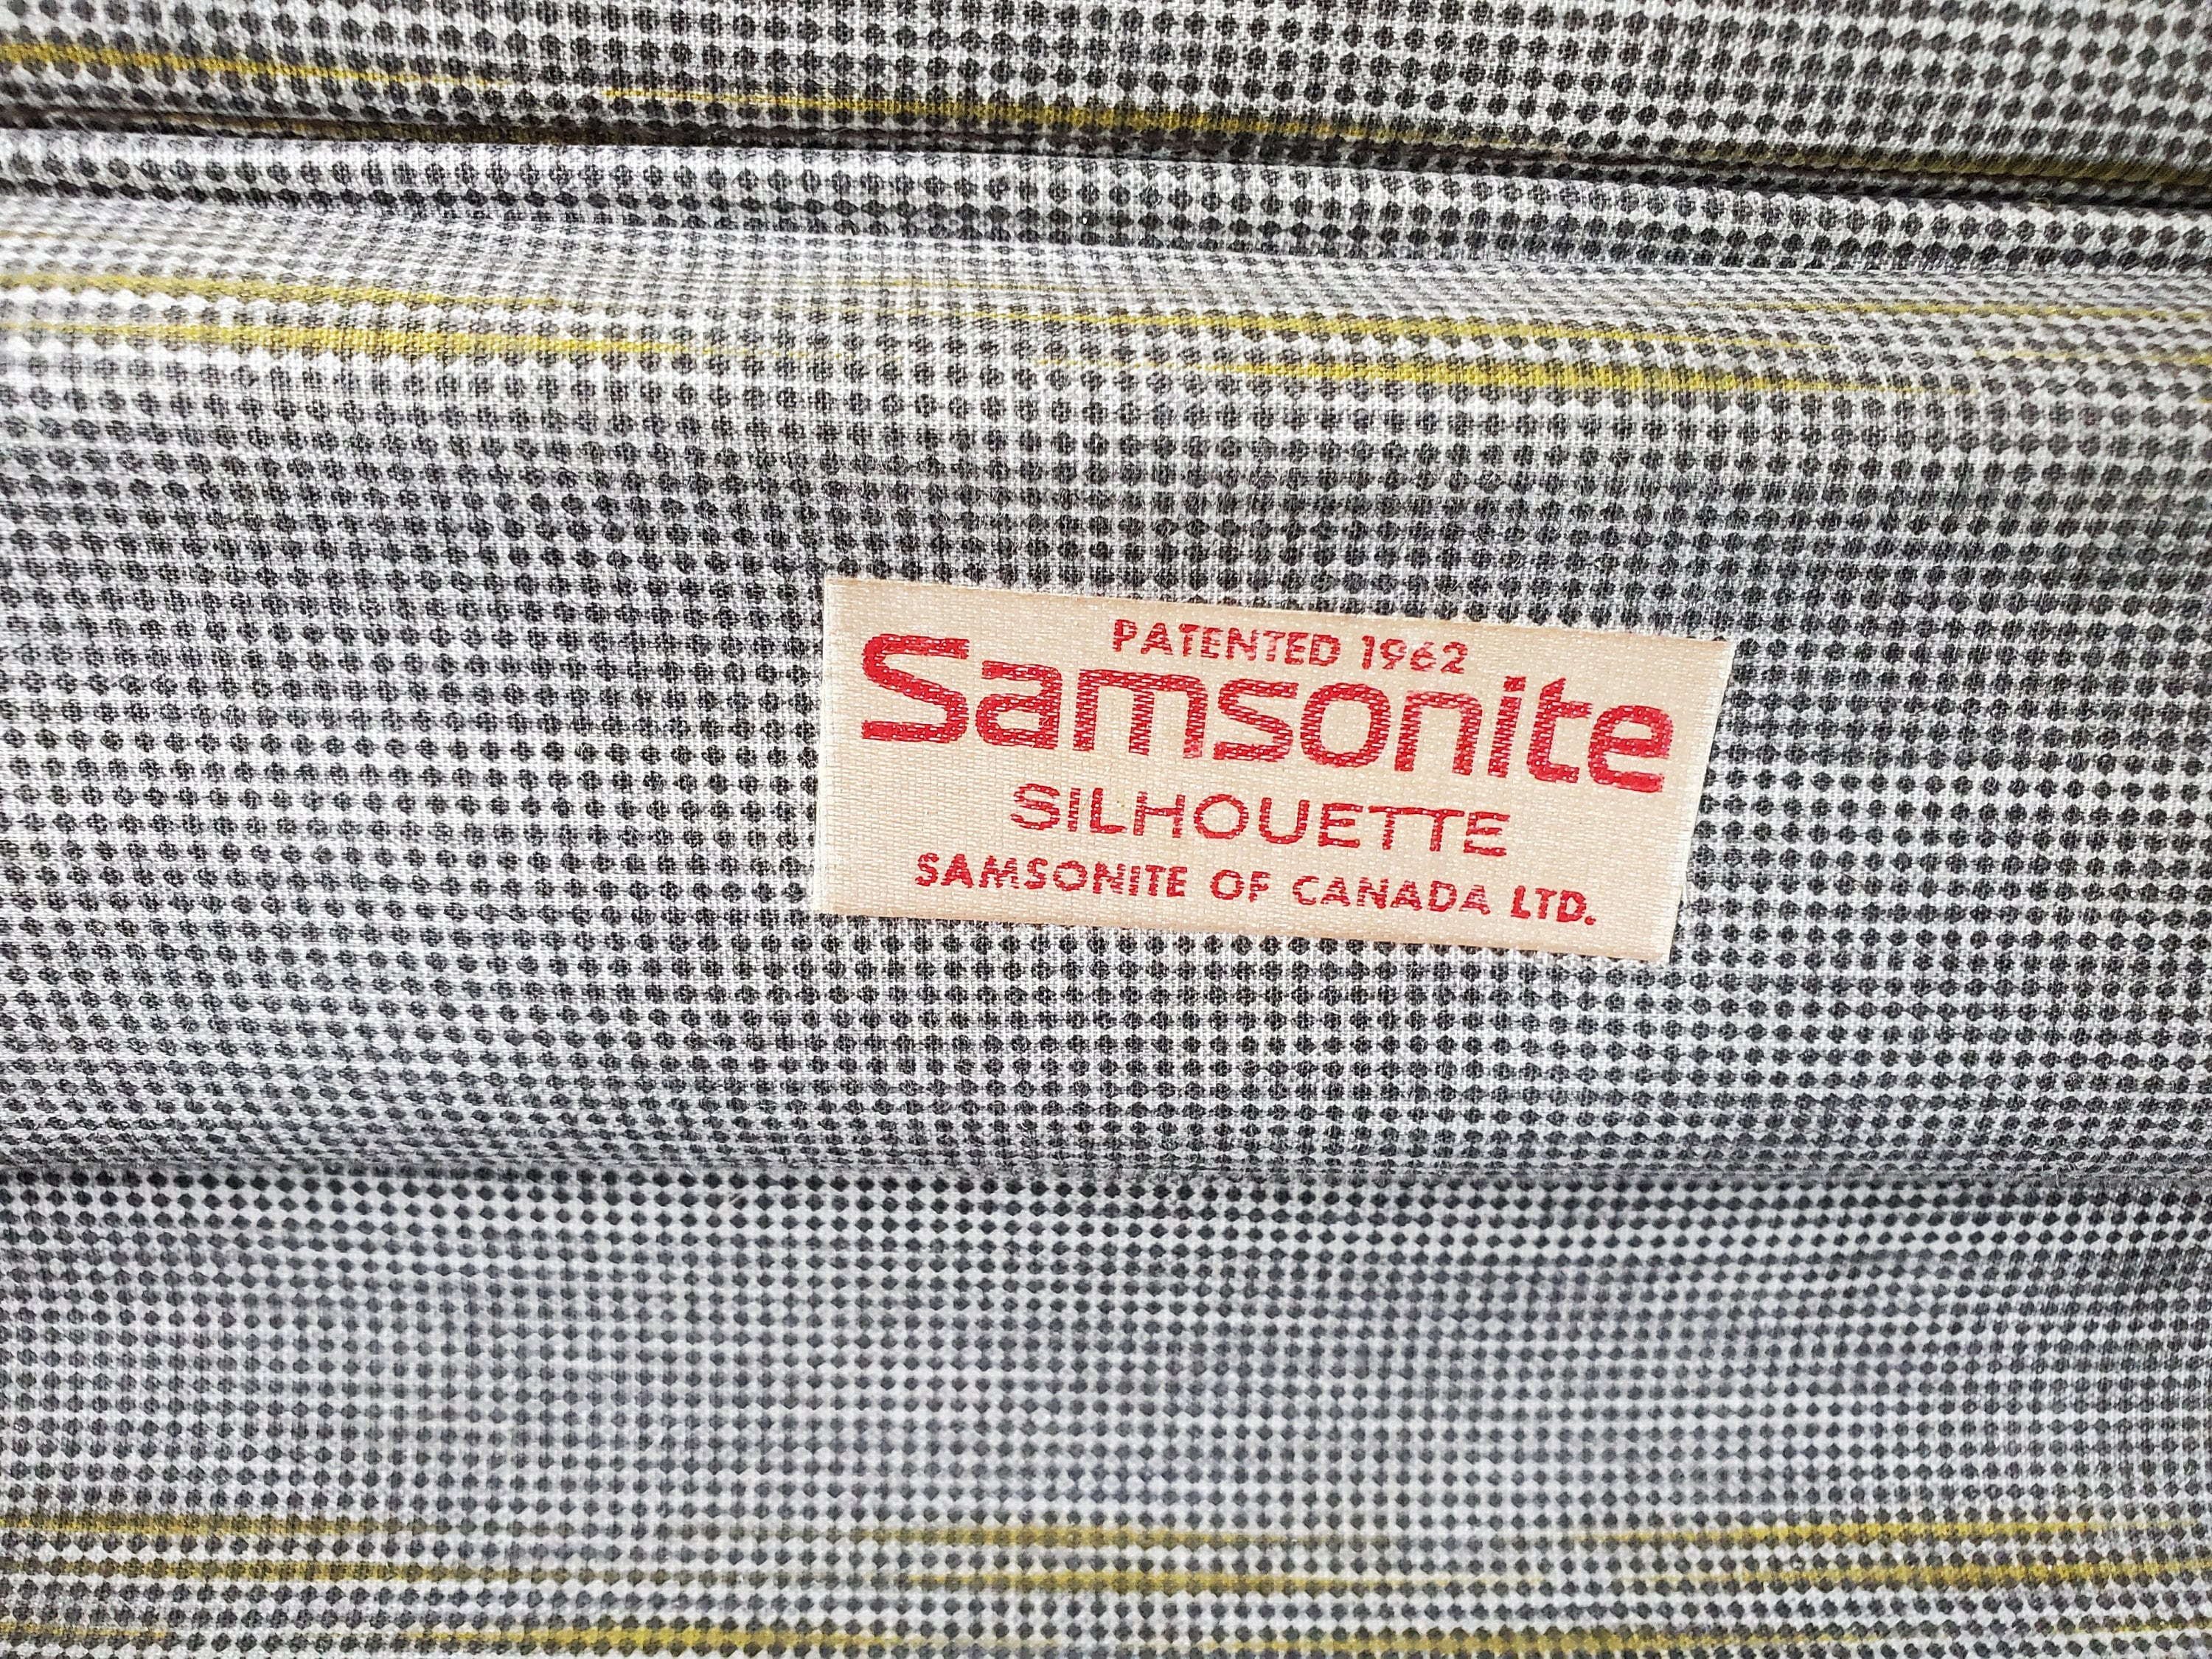 PATENTED 1962
Samsonite
SILHOUETTE
SAMSONITE OF CANADA LTD.